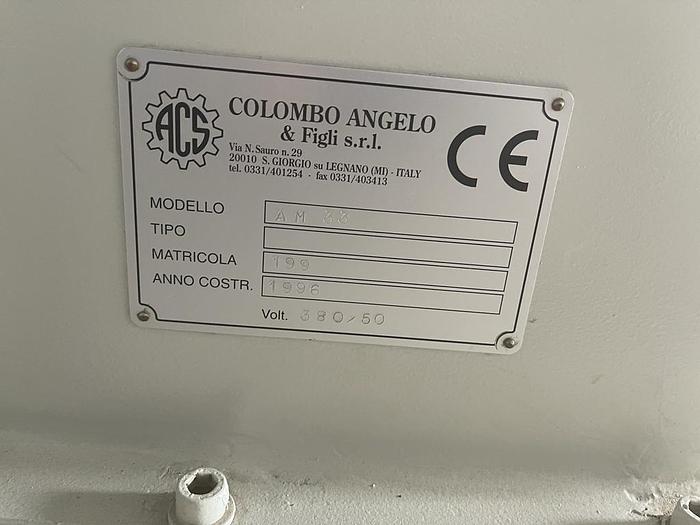 ACS
COLOMBO ANGELO
& Figli s.r.l.
Via N. Sauro n. 29
20010 S. GIORGIO su LEGNANO (MI) - ITALY
tel. 0331/401254 - fax 0331/403413
CE
MODELLO AM 33
TIPO
MATRICOLA 199
ANNO COSTR. 1996
Volt. 380/50